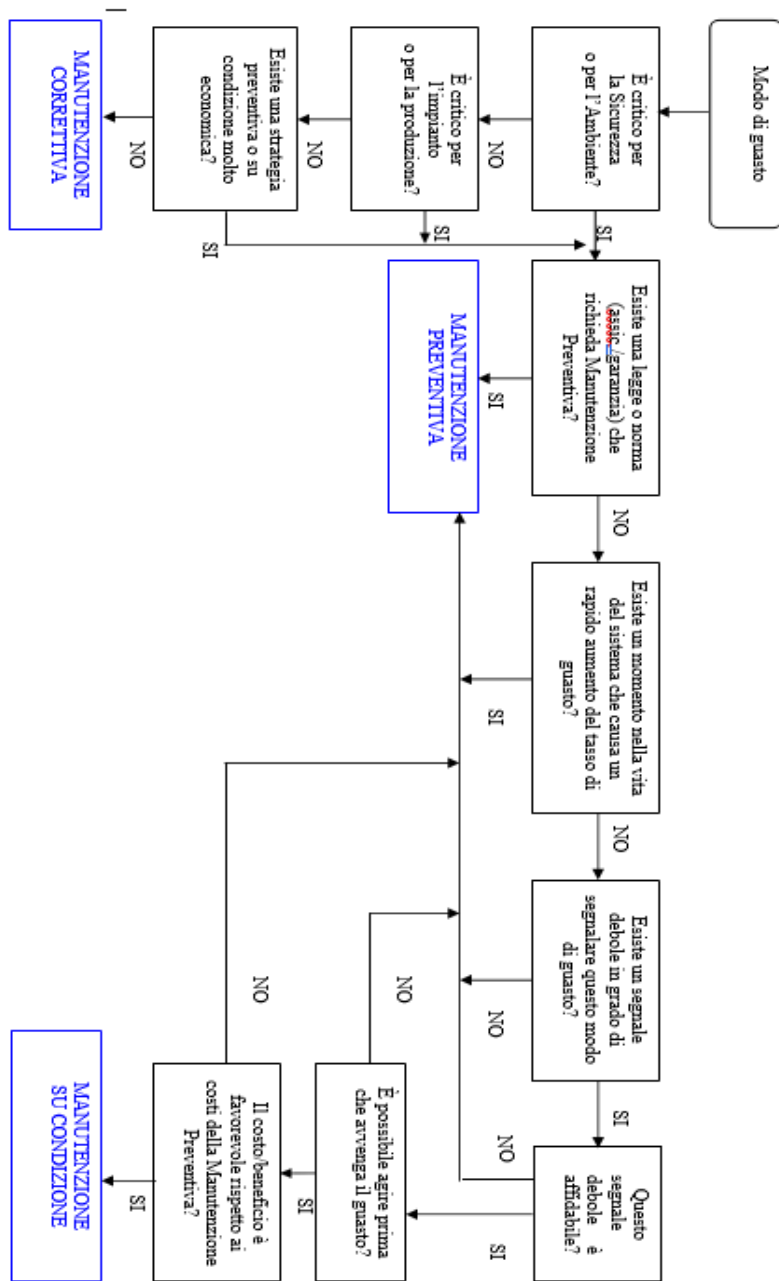 Modo di guasto
È critico per
la Sicurezza
o per l'Ambiente?
NO
SI
È critico per
l'impianto
o per la produzione?
NO
SI
Esiste una strategia
preventiva o su
condizione molto
economica?
NO
SI
MANUTENZIONE
CORRETTIVA
Esiste una legge o norma
(assic./garanzia) che
richieda Manutenzione
Preventiva?
NO
SI
MANUTENZIONE
PREVENTIVA
Esiste un momento nella vita
del sistema che causa un
rapido aumento del tasso di
guasto?
NO
SI
Esiste un segnale
debole in grado di
segnalare questo modo
di guasto?
SI
NO
Questo
segnale
debole è
affidabile?
NO
SI
È possibile agire prima
che avvenga il guasto?
NO
SI
Il costo/beneficio è
favorevole rispetto ai
costi della Manutenzione
Preventiva?
NO
SI
MANUTENZIONE
SU CONDIZIONE